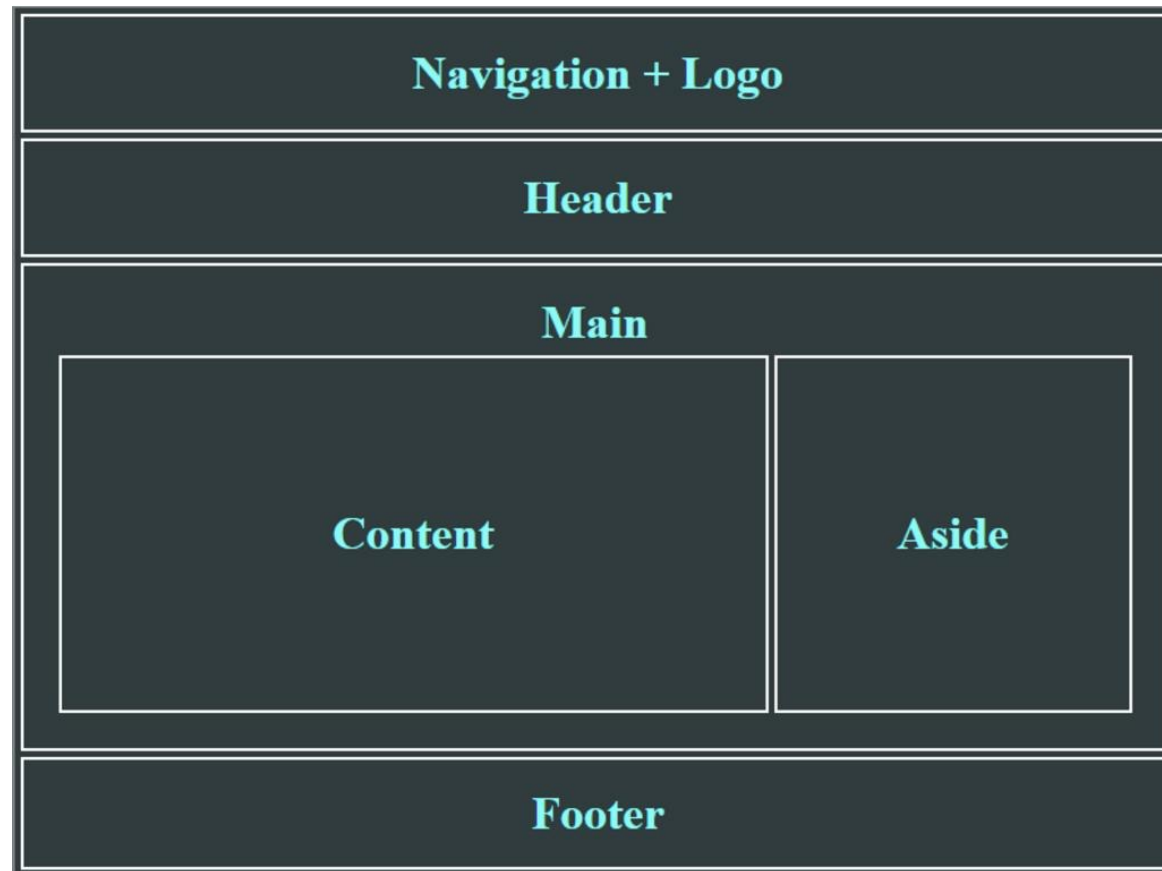 Navigation + Logo
Header
Main
Content
Aside
Footer